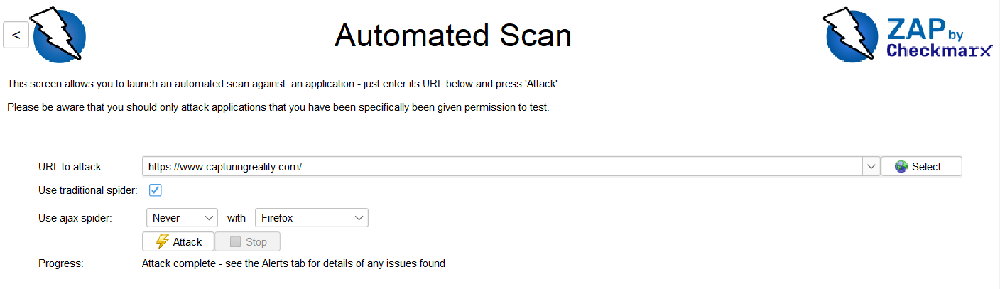 <
Automated Scan
ZAP by
Checkmarx
This screen allows you to launch an automated scan against  an application - just enter its URL below and press 'Attack'.
Please be aware that you should only attack applications that you have been specifically been given permission to test.
URL to attack: https://www.capturingreality.com/ Select...
Use traditional spider:
Use ajax spider: Never with Firefox
Attack Stop
Progress: Attack complete - see the Alerts tab for details of any issues found